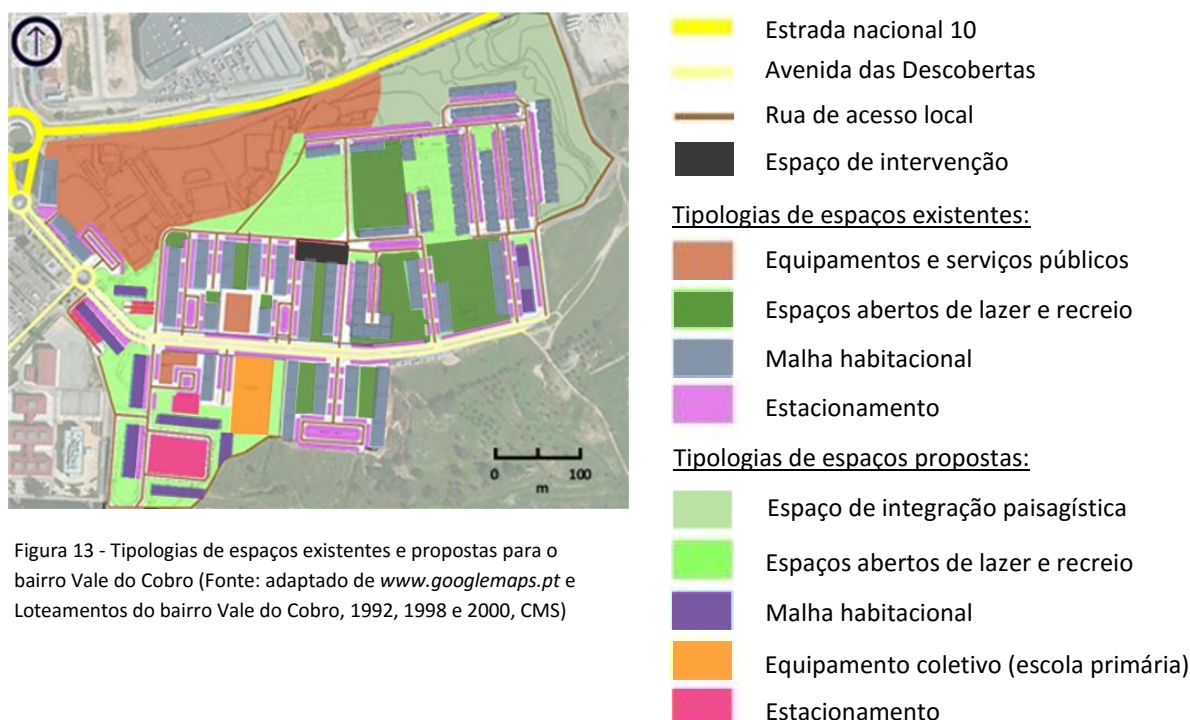 Estrada nacional 10
Avenida das Descobertas
Rua de acesso local
Espaço de intervenção
Tipologias de espaços existentes:
Equipamentos e serviços públicos
Espaços abertos de lazer e recreio
Malha habitacional
Estacionamento
Tipologias de espaços propostas:
Espaço de integração paisagística
Espaços abertos de lazer e recreio
Malha habitacional
Equipamento coletivo (escola primária)
Estacionamento
0 100
m
Figura 13 - Tipologias de espaços existentes e propostas para o
bairro Vale do Cobro (Fonte: adaptado de www.googlemaps.pt e
Loteamentos do bairro Vale do Cobro, 1992, 1998 e 2000, CMS)